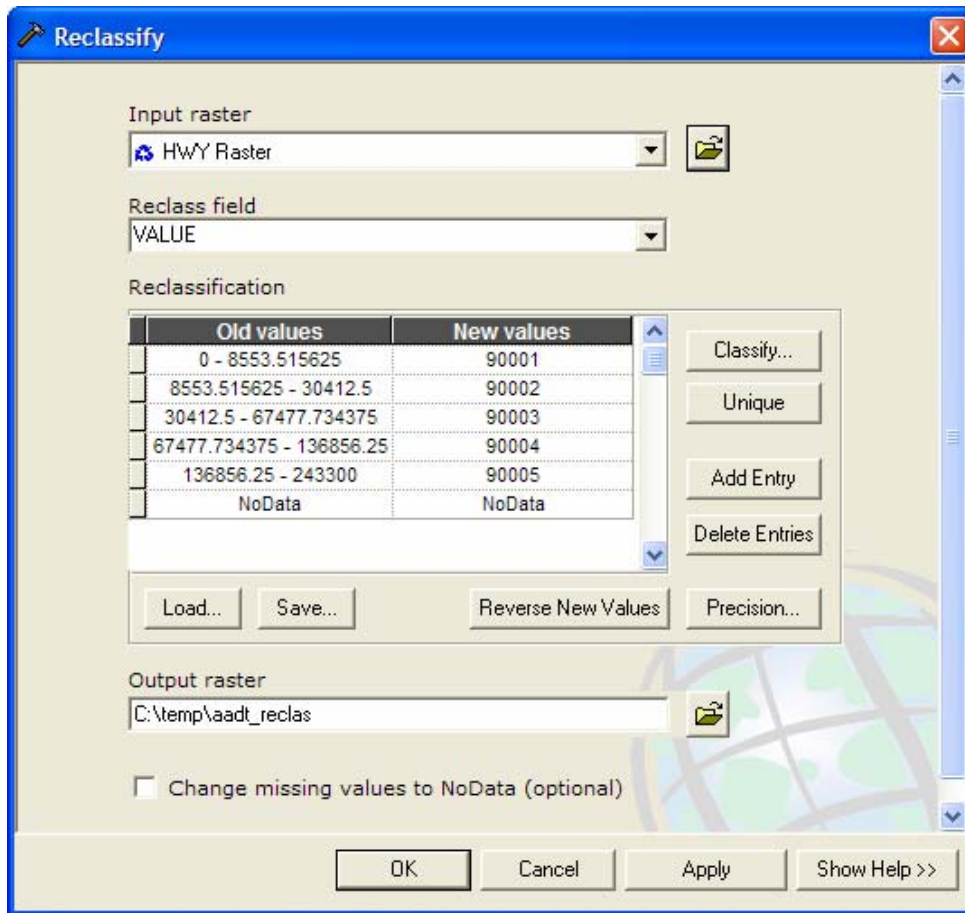 Reclassify
Input raster
HWY Raster
Reclass field
VALUE
Reclassification
Old values New values
0 - 8553.515625 90001
8553.515625 - 30412.5 90002
30412.5 - 67477.734375 90003
67477.734375 - 136856.25 90004
136856.25 - 243300 90005
NoData NoData
Classify...
Unique
Add Entry
Delete Entries
Load... Save... Reverse New Values Precision...
Output raster
C:\temp\aadt_reclas
Change missing values to NoData (optional)
OK Cancel Apply Show Help >>